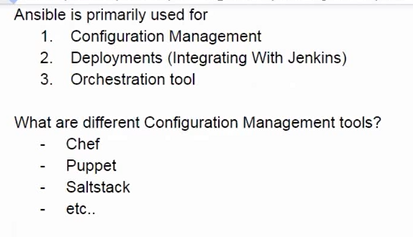 Ansible is primarily used for
1. Configuration Management
2. Deployments (Integrating With Jenkins)
3. Orchestration tool
What are different Configuration Management tools?
- Chef
- Puppet
- Saltstack
- etc..